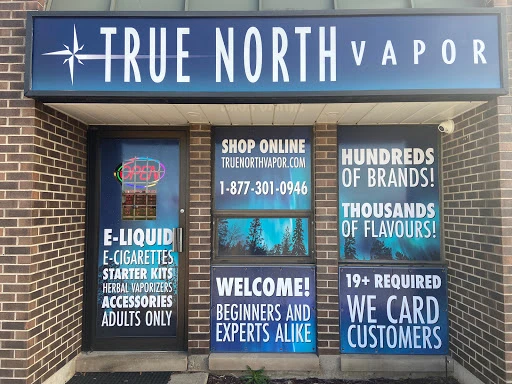 TRUE NORTH VAPOR
OPEN
E-LIQUID
E-CIGARETTES
STARTER KITS
HERBAL VAPORIZERS
ACCESSORIES
ADULTS ONLY
SHOP ONLINE
TRUENORTHVAPOR.COM
1-877-301-0946
WELCOME!
BEGINNERS AND
EXPERTS ALIKE
HUNDREDS
OF BRANDS!
THOUSANDS
OF FLAVOURS!
19+ REQUIRED
WE CARD
CUSTOMERS